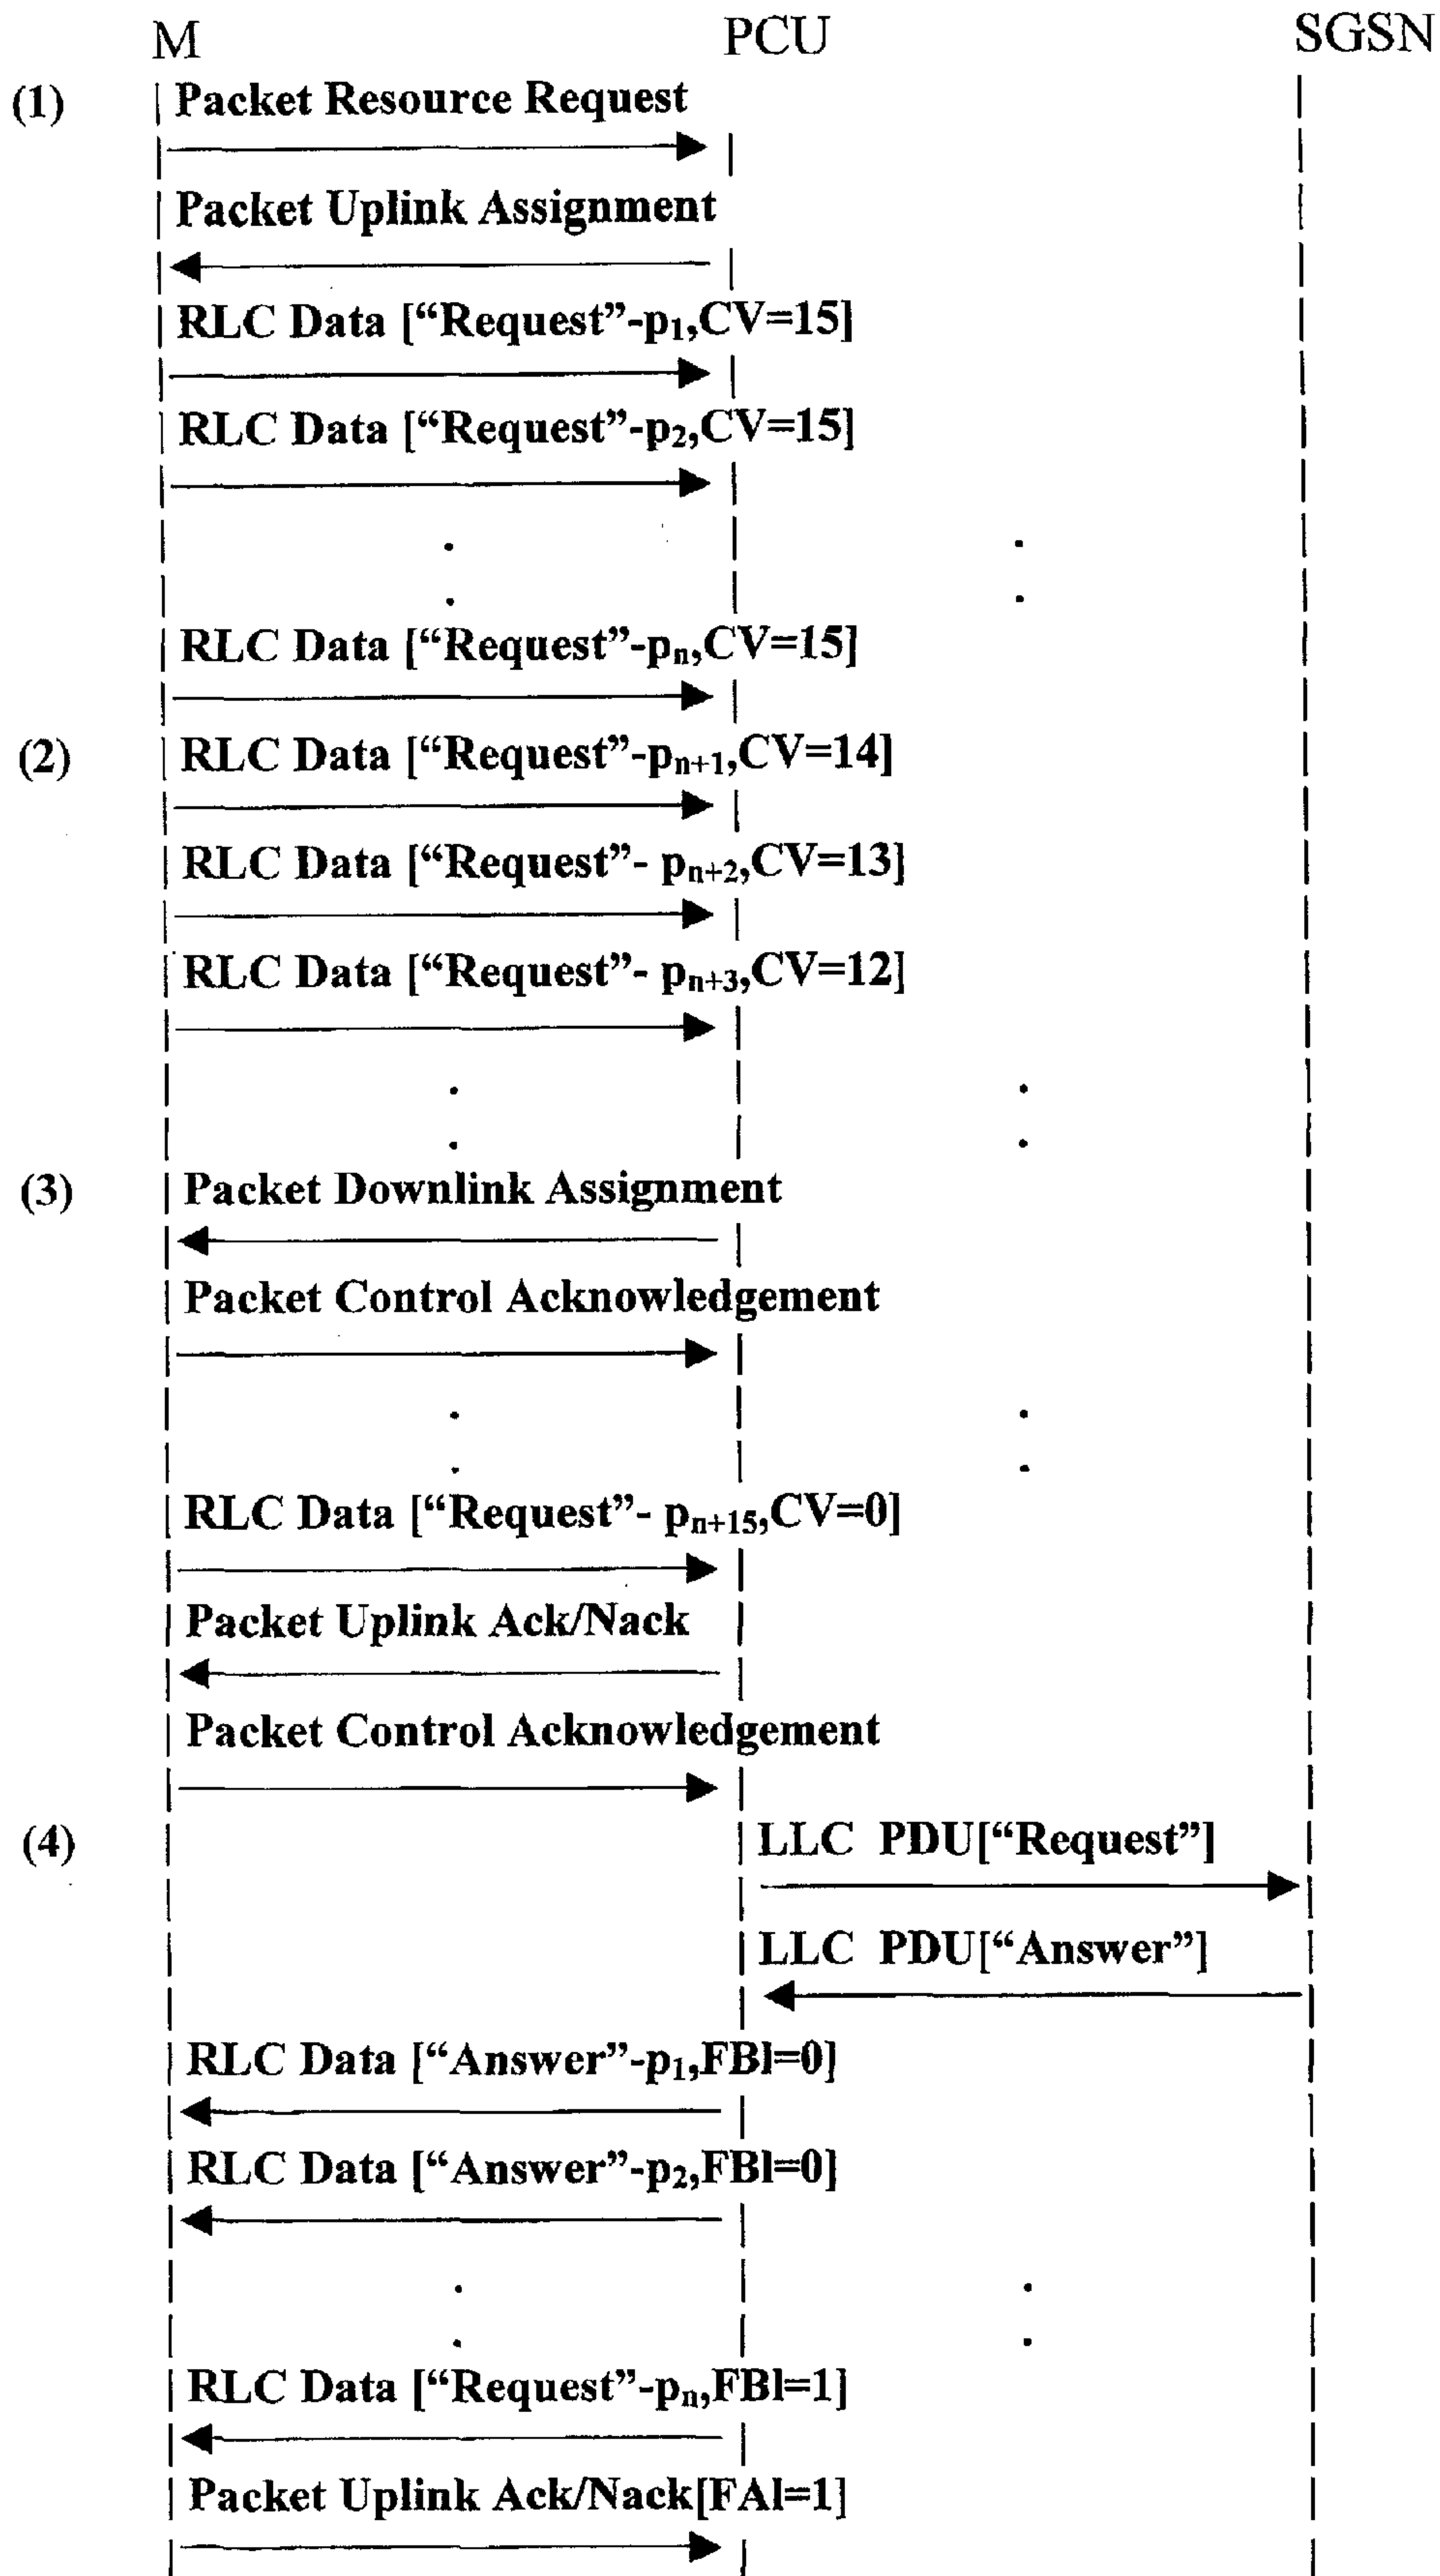 M PCU SGSN
(1) Packet Resource Request
Packet Uplink Assignment
RLC Data [“Request”-p1,CV=15]
RLC Data [“Request”-p2,CV=15]
RLC Data [“Request”-pn,CV=15]
(2) RLC Data [“Request”-pn+1,CV=14]
RLC Data [“Request”- pn+2,CV=13]
RLC Data [“Request”- pn+3,CV=12]
(3) Packet Downlink Assignment
Packet Control Acknowledgement
RLC Data [“Request”- pn+15,CV=0]
Packet Uplink Ack/Nack
Packet Control Acknowledgement
(4) LLC PDU[“Request”]
LLC PDU[“Answer”]
RLC Data [“Answer”-p1,FBI=0]
RLC Data [“Answer”-p2,FBI=0]
RLC Data [“Request”-pn,FBI=1]
Packet Uplink Ack/Nack[FAI=1]